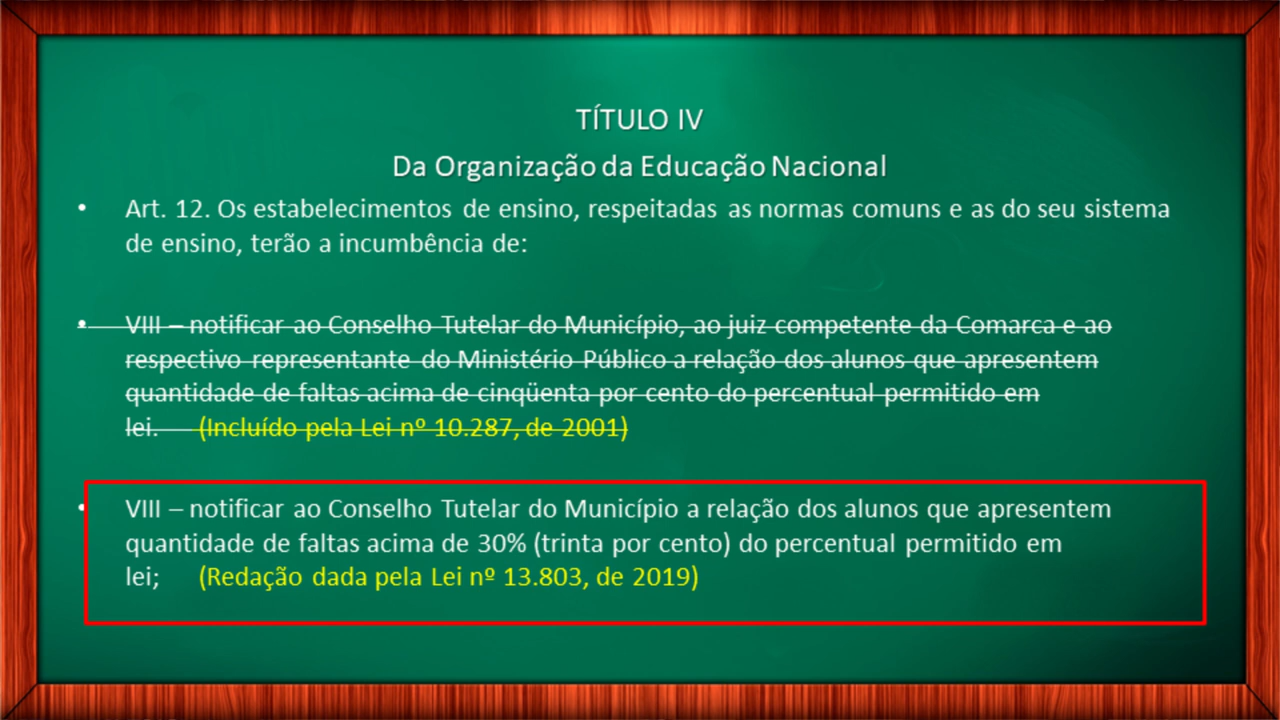 TÍTULO IV
Da Organização da Educação Nacional
• Art. 12. Os estabelecimentos de ensino, respeitadas as normas comuns e as do seu sistema
de ensino, terão a incumbência de:
• VIII – notificar ao Conselho Tutelar do Município, ao juiz competente da Comarca e ao
respectivo representante do Ministério Público a relação dos alunos que apresentem
quantidade de faltas acima de cinqüenta por cento do percentual permitido em
lei. (Incluído pela Lei nº 10.287, de 2001)
• VIII – notificar ao Conselho Tutelar do Município a relação dos alunos que apresentem
quantidade de faltas acima de 30% (trinta por cento) do percentual permitido em
lei; (Redação dada pela Lei nº 13.803, de 2019)